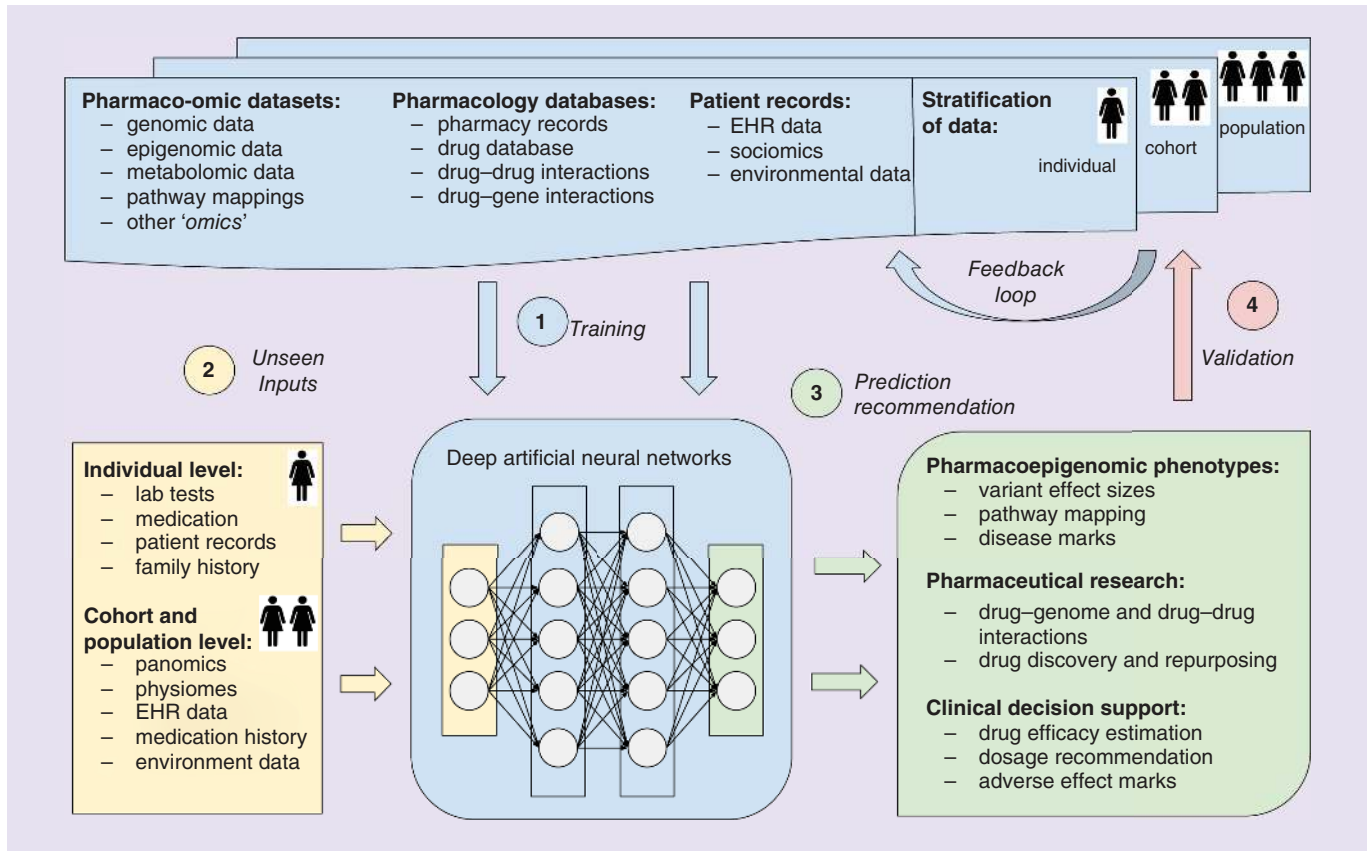 Pharmaco-omic datasets:
– genomic data
– epigenomic data
– metabolomic data
– pathway mappings
– other ‘omics’
Pharmacology databases:
– pharmacy records
– drug database
– drug–drug interactions
– drug–gene interactions
Patient records:
– EHR data
– sociomics
– environmental data
Stratification
of data:
individual
cohort
population
1
Training
2
Unseen
Inputs
Feedback
loop
3
Prediction
recommendation
4
Validation
Individual level:
– lab tests
– medication
– patient records
– family history
Cohort and
population level:
– panomics
– physiomes
– EHR data
– medication history
– environment data
Deep artificial neural networks
Pharmacoepigenomic phenotypes:
– variant effect sizes
– pathway mapping
– disease marks
Pharmaceutical research:
– drug–genome and drug–drug
interactions
– drug discovery and repurposing
Clinical decision support:
– drug efficacy estimation
– dosage recommendation
– adverse effect marks